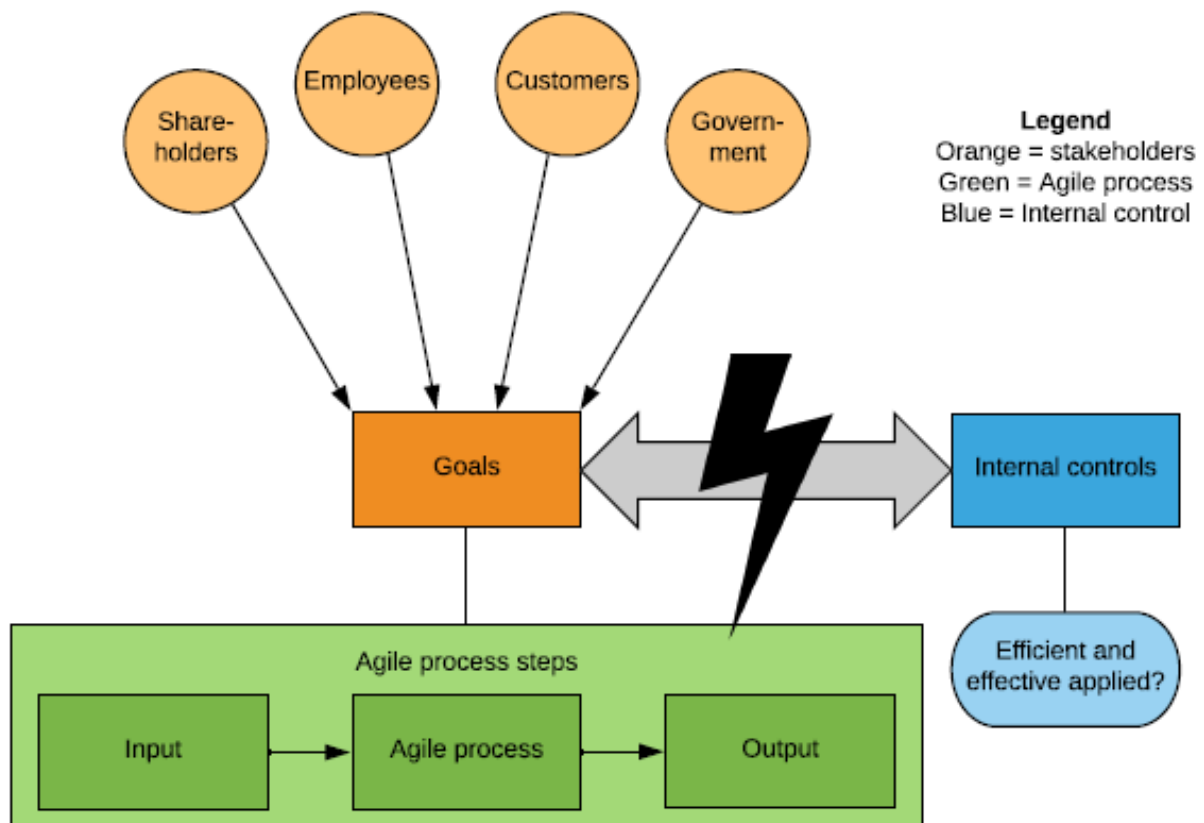 Share-
holders
Employees
Customers
Govern-
ment
Legend
Orange = stakeholders
Green = Agile process
Blue = Internal control
Goals
Internal controls
Agile process steps
Input
Agile process
Output
Efficient and
effective applied?